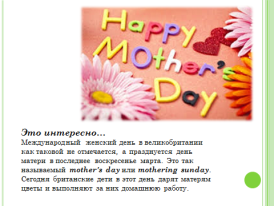 Happy
MOther's
Day
Это интересно...
Международный женский день в великобритании
как таковой не отмечается, а празднуется день
матери в последнее воскресенье марта. Это так
называемый mother's day или mothering sunday.
Сегодня британские дети в этот день дарят матерям
цветы и выполняют за них домашнюю работу.